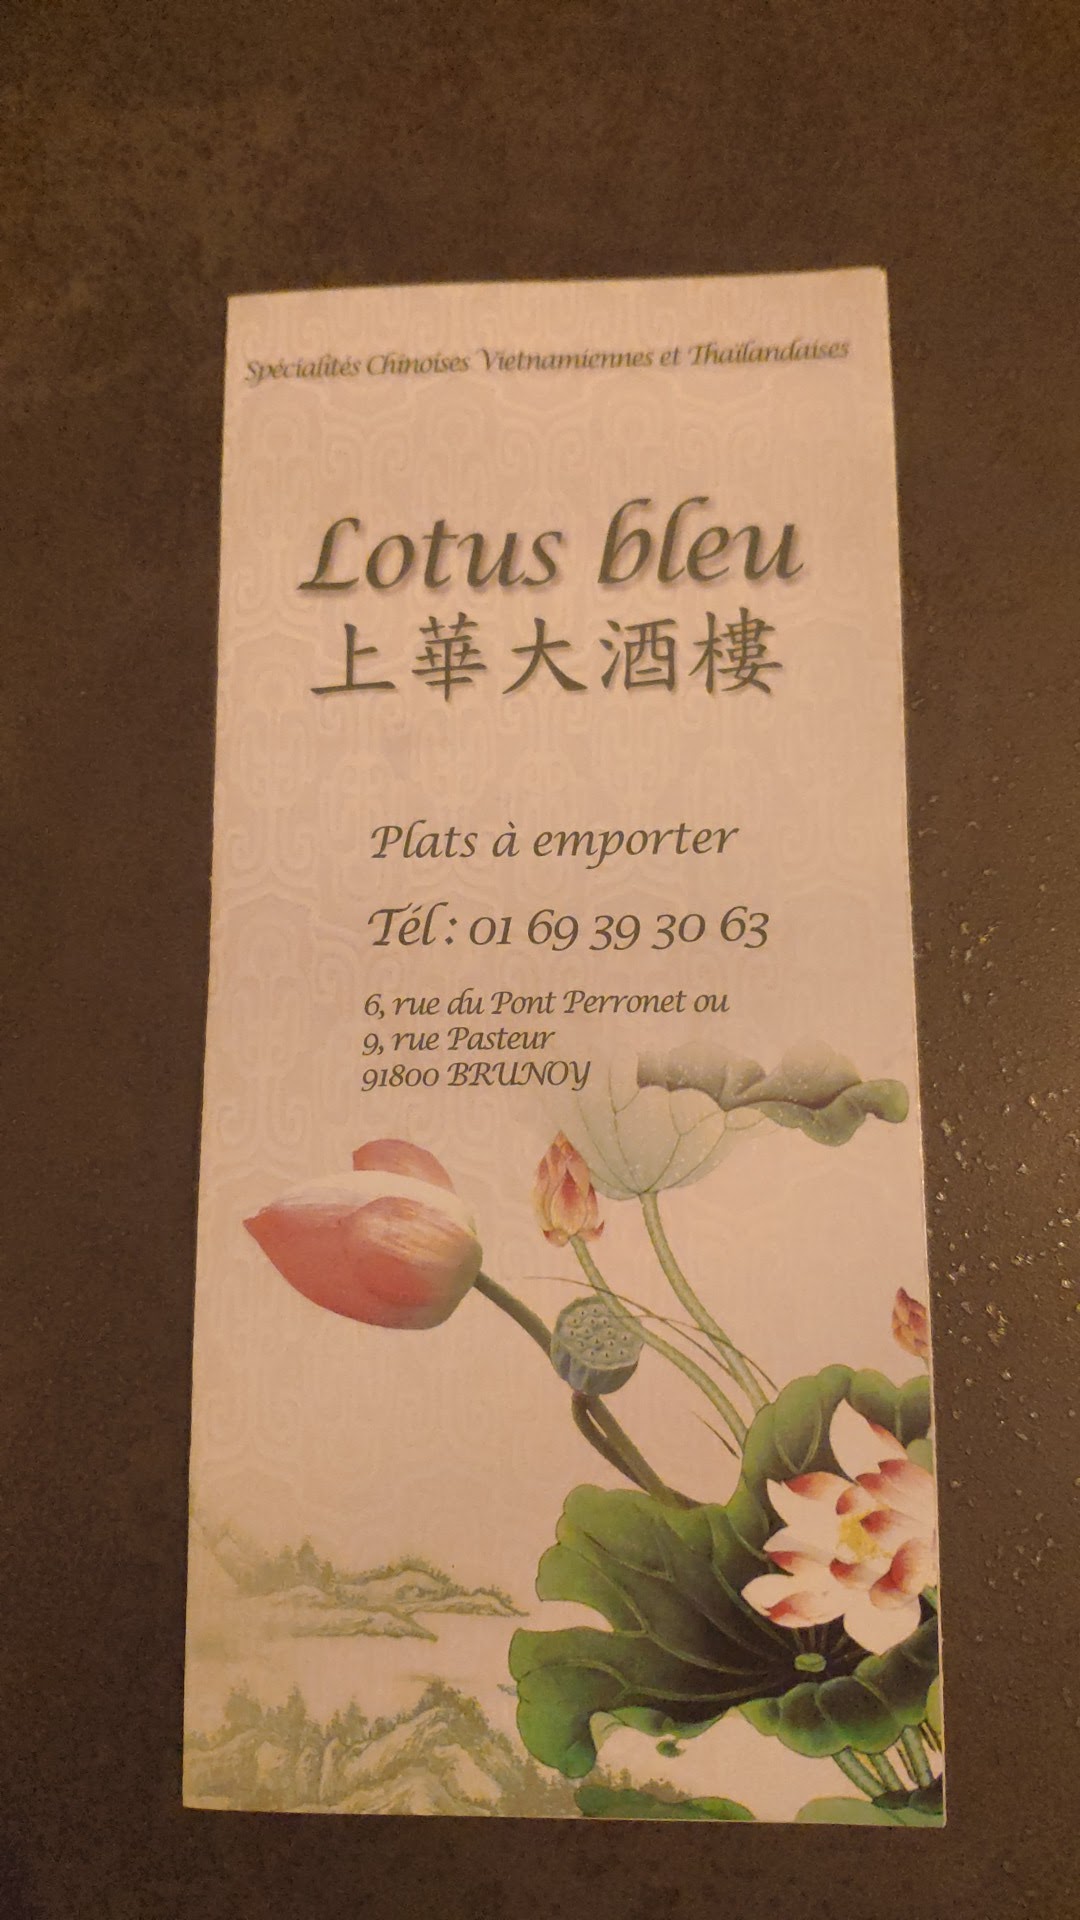 Spécialités Chinoises Vietnamiennes et Thaïlandaises
Lotus bleu
上華大酒樓
Plats à emporter
Tél : 01 69 39 30 63
6, rue du Pont Perronet ou
9, rue Pasteur
91800 BRUNOY